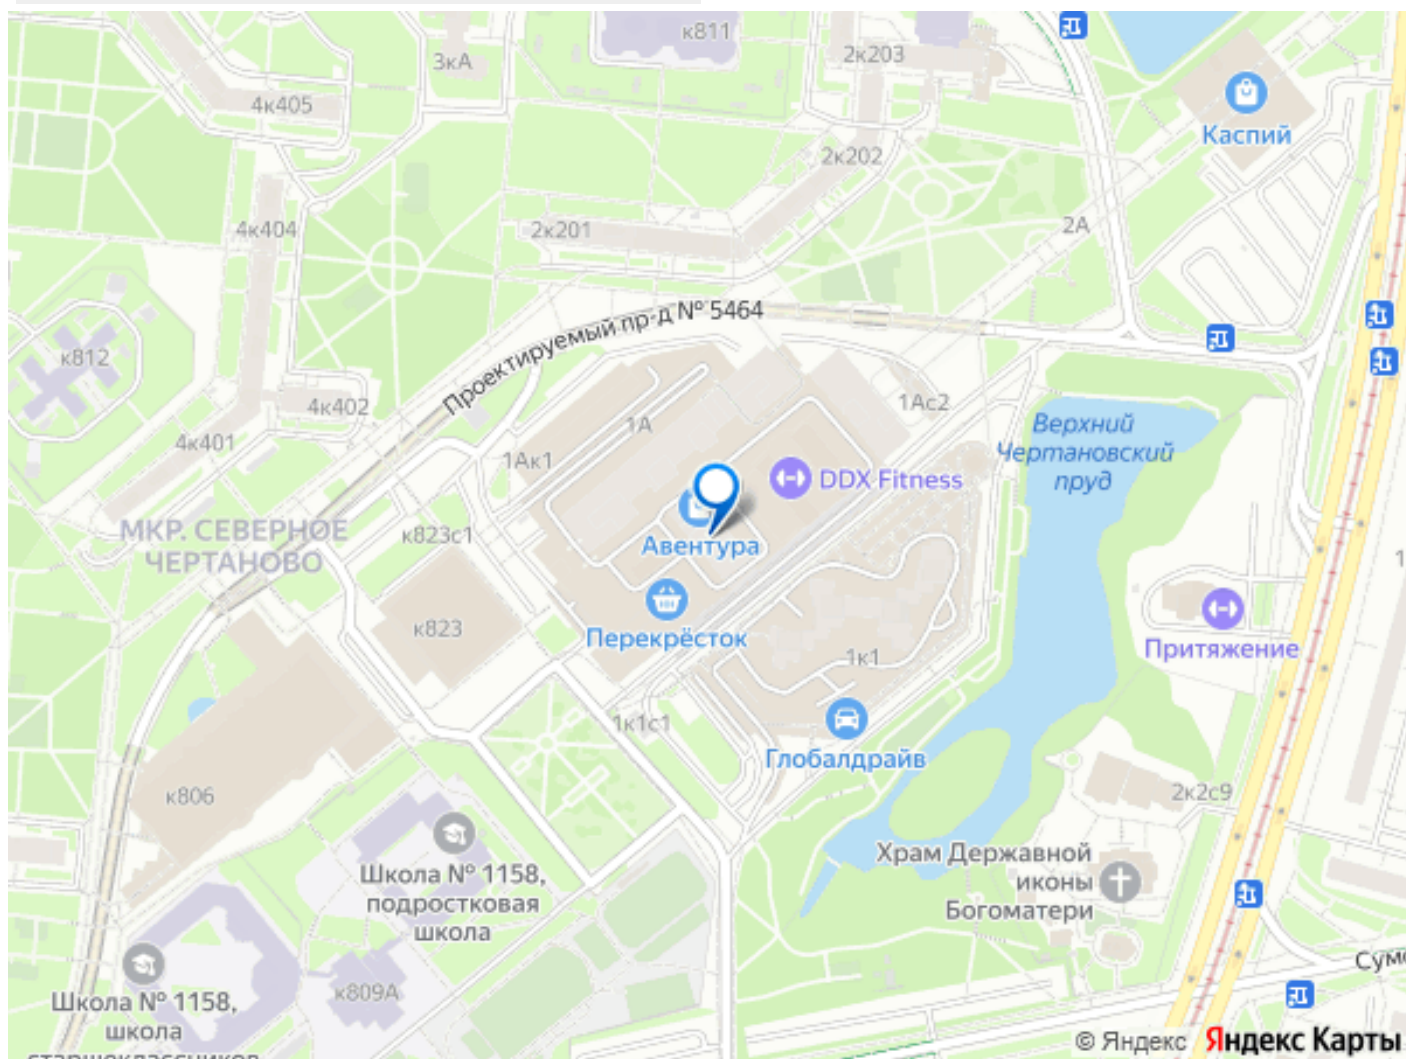 к811
2к203
3кА
4к405
Каспий
2к202
4к404
2к201
2А
Проектируемый пр-д № 5464
к812
4к402
1Ас2
1А
Верхний
Чертановский
пруд
4к401
1Ак1
DDX Fitness
МКР. СЕВЕРНОЕ
ЧЕРТАНОВО
к823с1
Авентура
к823
Перекрёсток
1к1
Притяжение
1к1с1
Глобалдрайв
к806
2к2с9
Школа № 1158,
подростковая
школа
Храм Державной
иконы
Богоматери
к809А
Школа № 1158,
школа
старшеклассников
Сумс
© Яндекс Яндекс Карты